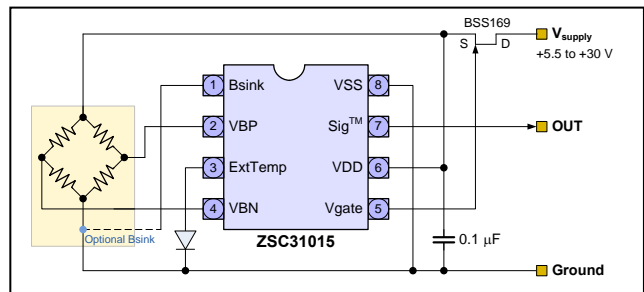 BSS169
S D
Vsupply
+5.5 to +30 V
1 Bsink VSS 8
2 VBP Sig™ 7 OUT
3 ExtTemp VDD 6
4 VBN Vgate 5
Optional Bsink
ZSC31015
0.1 µF
Ground